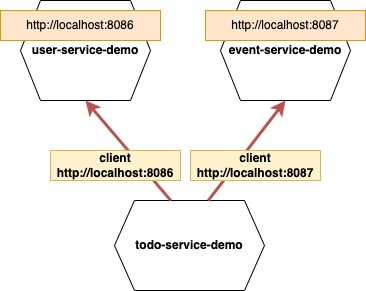 http://localhost:8086
user-service-demo
http://localhost:8087
event-service-demo
client
http://localhost:8086
client
http://localhost:8087
todo-service-demo